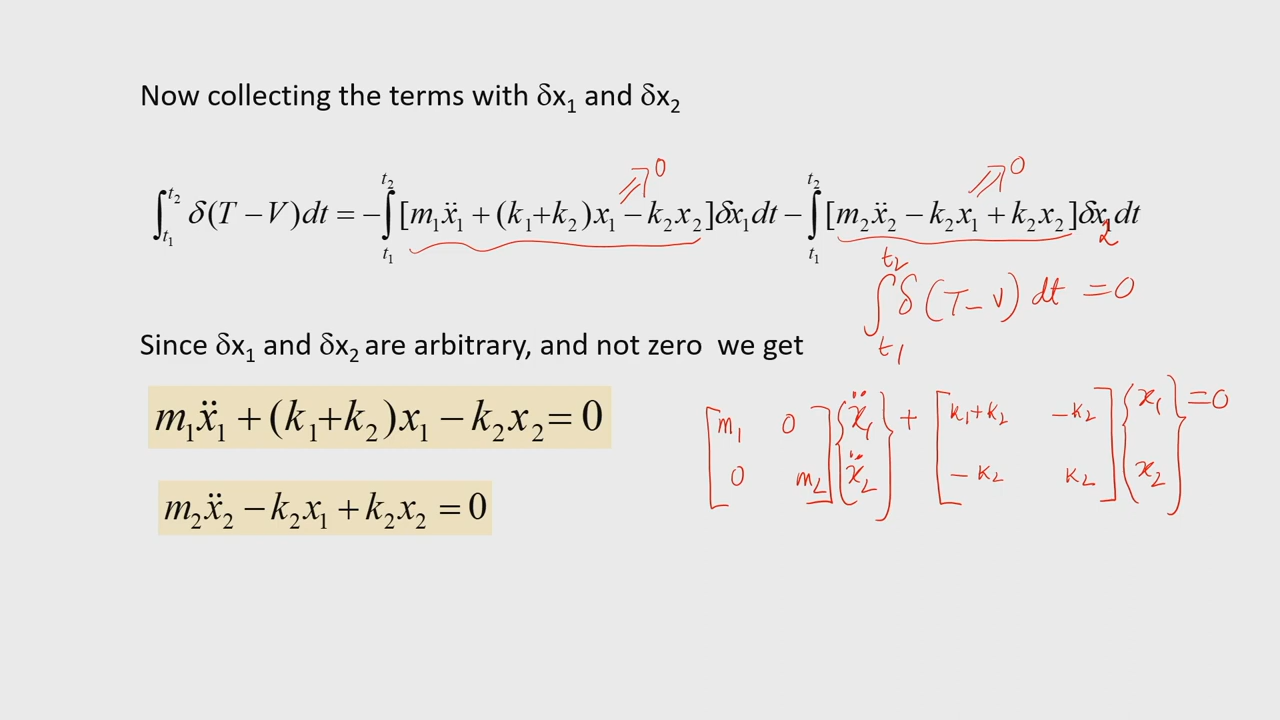 Now collecting the terms with δx₁ and δx₂
⇒ 0 ⇒ 0
∫_{t₁}^{t₂} δ(T − V)dt = −∫_{t₁}^{t₂} [m₁ẍ₁ + (k₁+k₂)x₁ − k₂x₂]δx₁dt − ∫_{t₁}^{t₂} [m₂ẍ₂ − k₂x₁ + k₂x₂]δx₂dt
∫_{t₁}^{t₂} δ(T − V) dt = 0
Since δx₁ and δx₂ are arbitrary, and not zero we get
m₁ẍ₁ + (k₁+k₂)x₁ − k₂x₂ = 0
[m₁ 0; 0 m₂]{ẍ₁; ẍ₂} + [k₁+k₂ −k₂; −k₂ k₂]{x₁; x₂} = 0
m₂ẍ₂ − k₂x₁ + k₂x₂ = 0